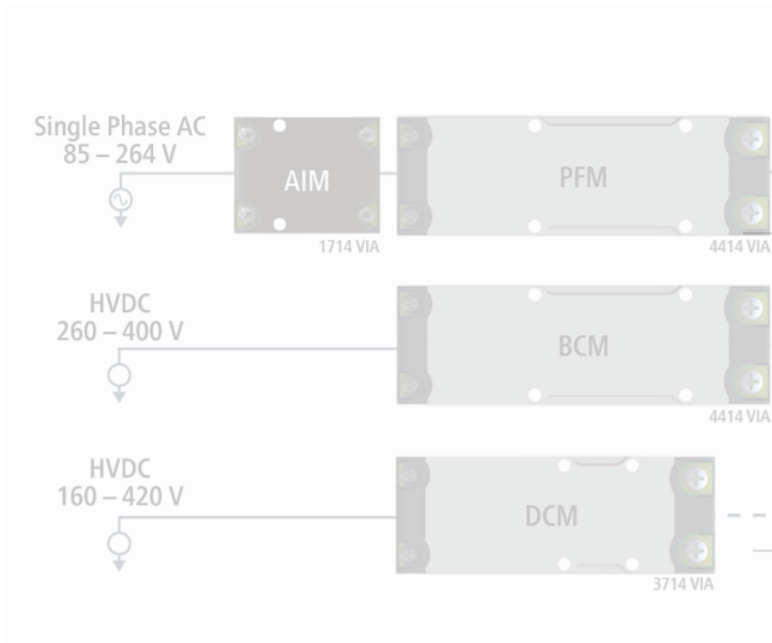 Single Phase AC
85 – 264 V
AIM
PFM
1714 VIA
4414 VIA
HVDC
260 – 400 V
BCM
4414 VIA
HVDC
160 – 420 V
DCM
3714 VIA